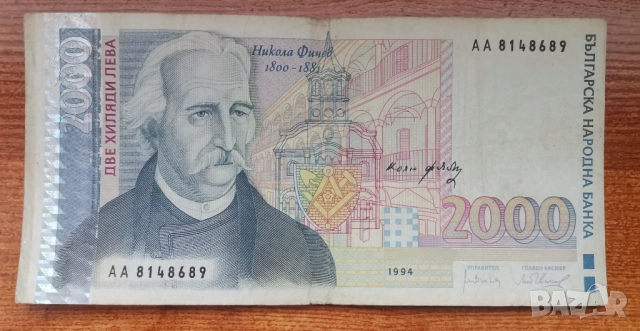 2000
ДВЕ ХИЛЯДИ ЛЕВА
Никола Фичев
1800-1881
АА 8148689
БЪЛГАРСКА НАРОДНА БАНКА
2000
АА 8148689
1994
УПРАВИТЕЛ
ГЛАВЕН КАСИЕР
BAZAR